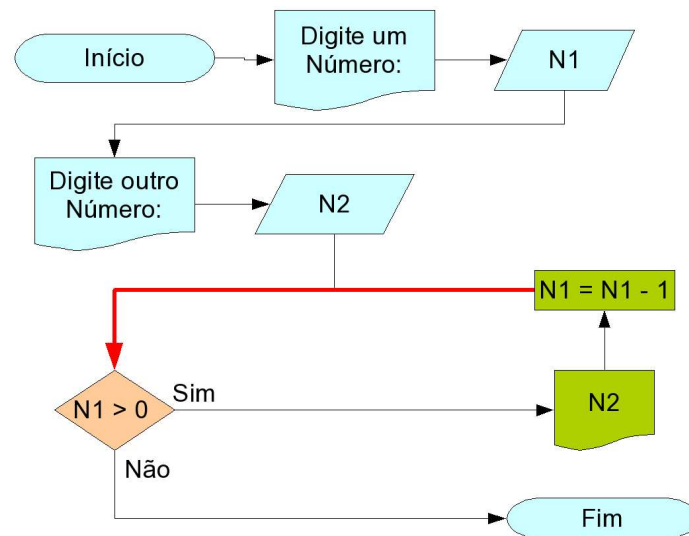 Início
Digite um
Número:
N1
Digite outro
Número:
N2
N1 = N1 - 1
N1 > 0
Sim
N2
Não
Fim